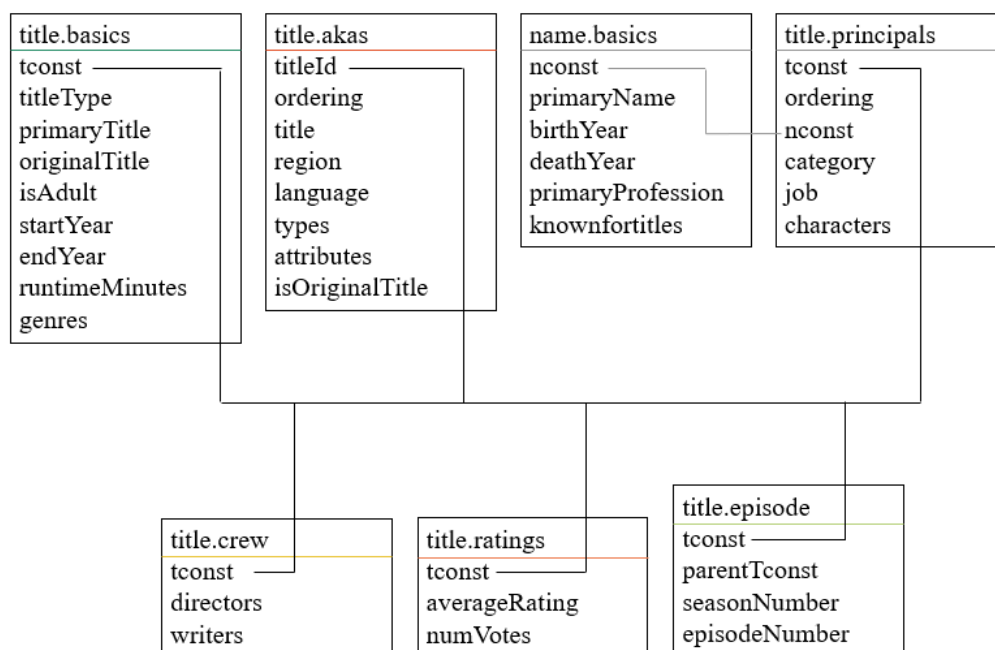 title.basics
tconst
titleType
primaryTitle
originalTitle
isAdult
startYear
endYear
runtimeMinutes
genres
title.akas
titleId
ordering
title
region
language
types
attributes
isOriginalTitle
name.basics
nconst
primaryName
birthYear
deathYear
primaryProfession
knownfortitles
title.principals
tconst
ordering
nconst
category
job
characters
title.crew
tconst
directors
writers
title.ratings
tconst
averageRating
numVotes
title.episode
tconst
parentTconst
seasonNumber
episodeNumber